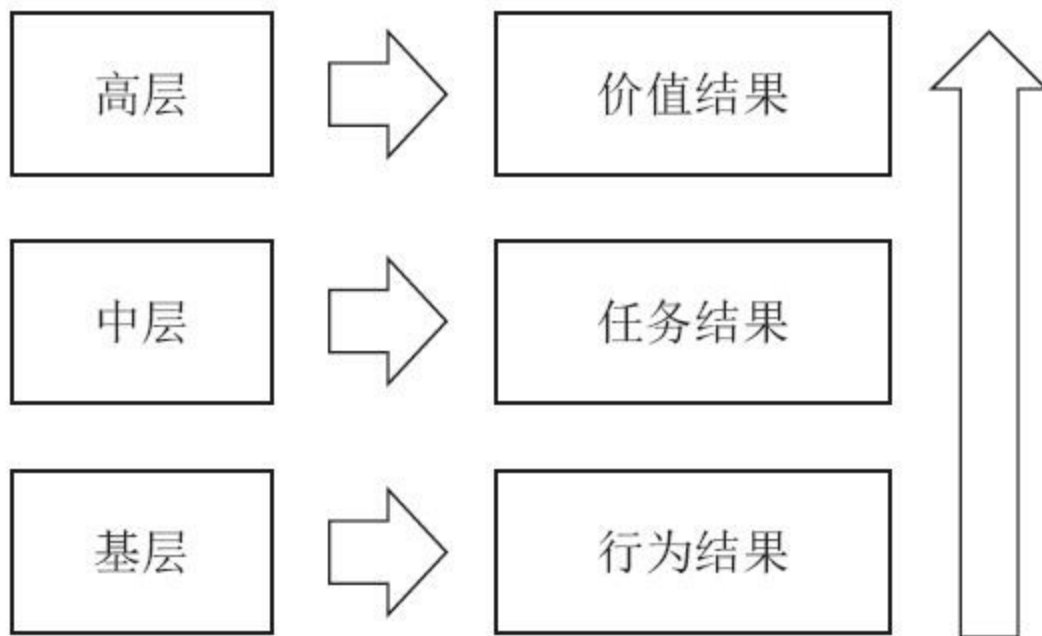 高层
价值结果
中层
任务结果
基层
行为结果